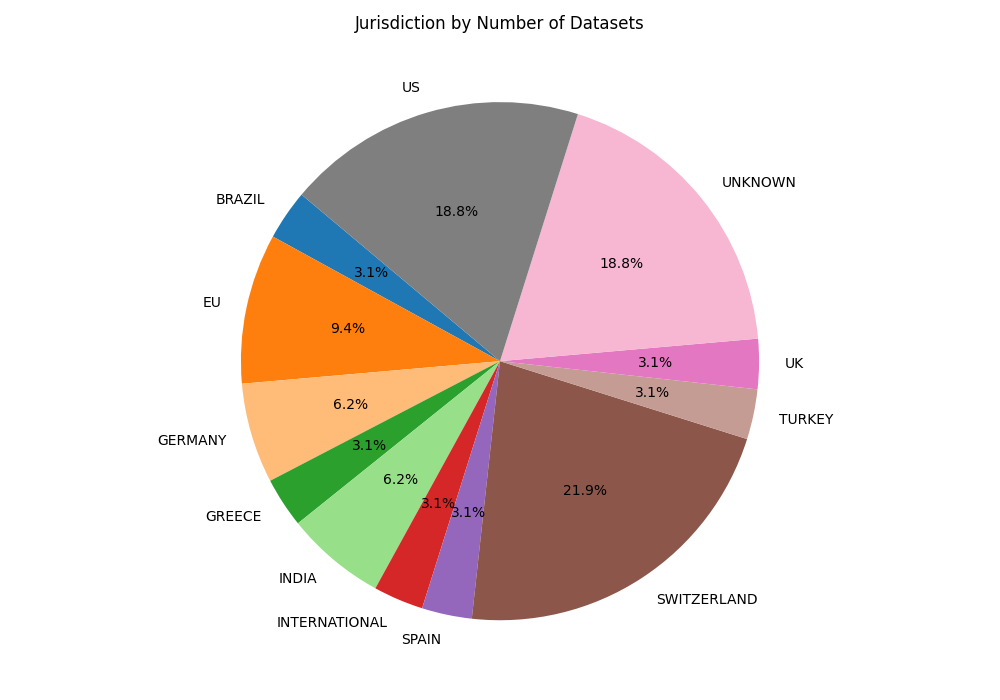 Jurisdiction by Number of Datasets
US
BRAZIL
UNKNOWN
18.8%
18.8%
3.1%
EU
9.4%
3.1%
UK
GERMANY
6.2%
3.1%
TURKEY
3.1%
6.2%
21.9%
3.1%
3.1%
GREECE
INDIA
SWITZERLAND
INTERNATIONAL
SPAIN